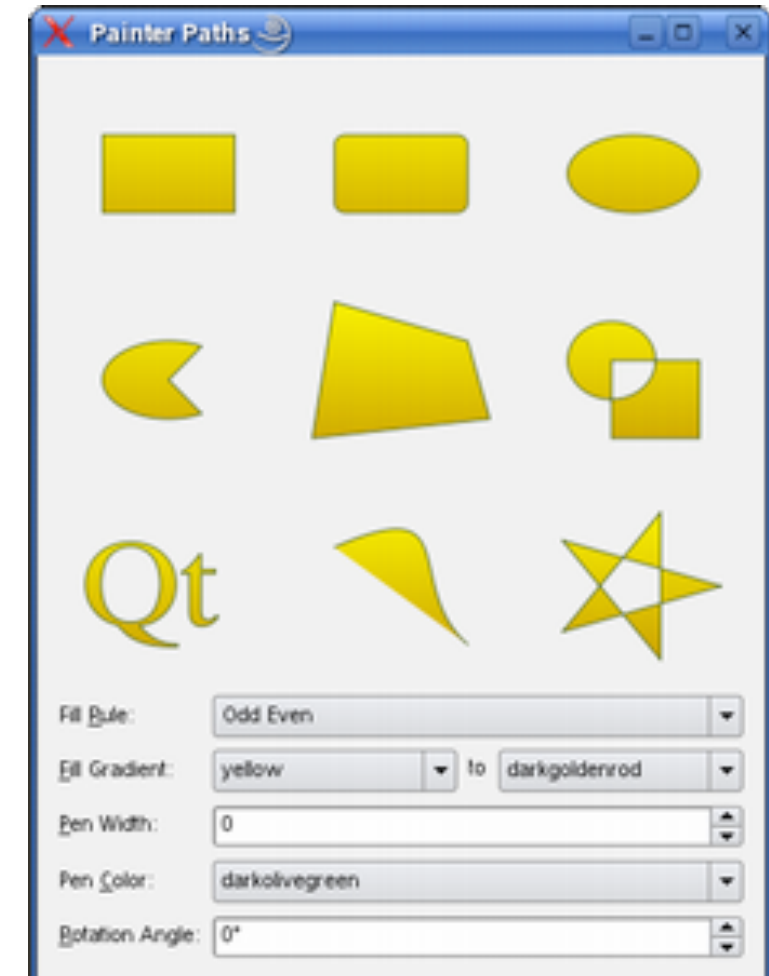 Painter Paths
Qt
Fill Rule: Odd Even
Fill Gradient: yellow to darkgoldenrod
Pen Width: 0
Pen Color: darkolivegreen
Rotation Angle: 0°